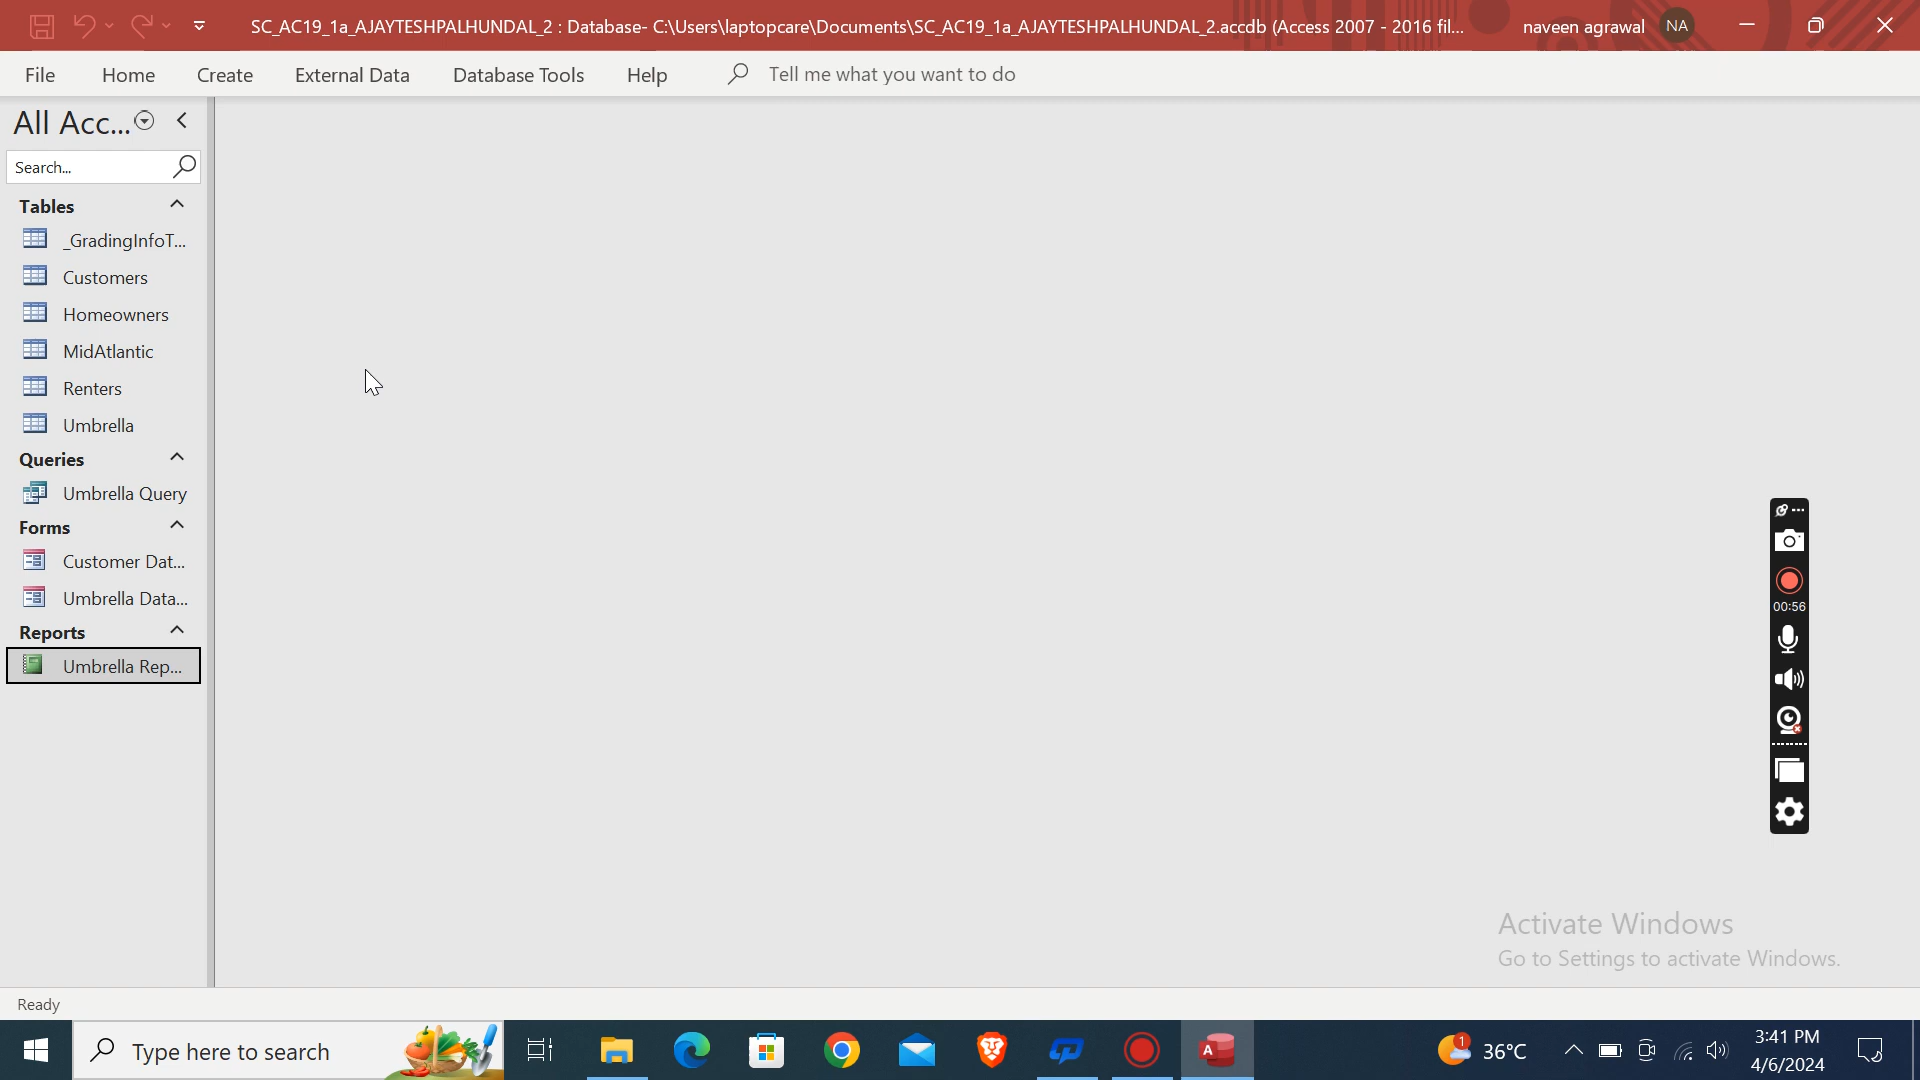 SC_AC19_1a_AJAYTESHPALHUNDAL_2 : Database- C:\Users\laptopcare\Documents\SC_AC19_1a_AJAYTESHPALHUNDAL_2.accdb (Access 2007 - 2016 fil... naveen agrawal NA
File Home Create External Data Database Tools Help Tell me what you want to do
All Acc...
Search...
Tables
_GradingInfoT...
Customers
Homeowners
MidAtlantic
Renters
Umbrella
Queries
Umbrella Query
Forms
Customer Dat...
Umbrella Data...
Reports
Umbrella Rep...
00:56
Activate Windows
Go to Settings to activate Windows.
Ready
Type here to search
A
1
36°C
3:41 PM
4/6/2024